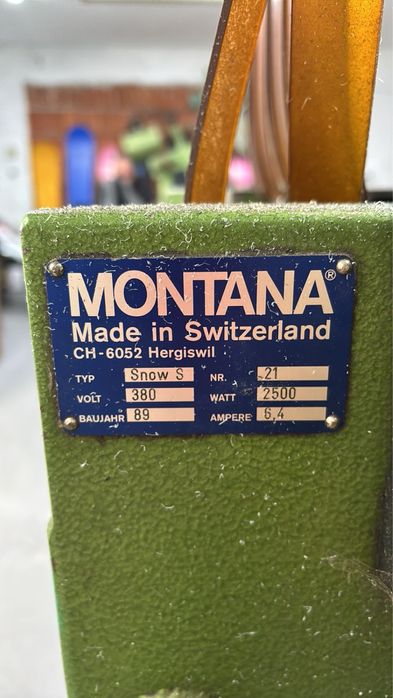 MONTANA®
Made in Switzerland
CH-6052 Hergiswil
TYP Snow S NR. 21
VOLT 380 WATT 2500
BAUJAHR 89 AMPERE 6,4